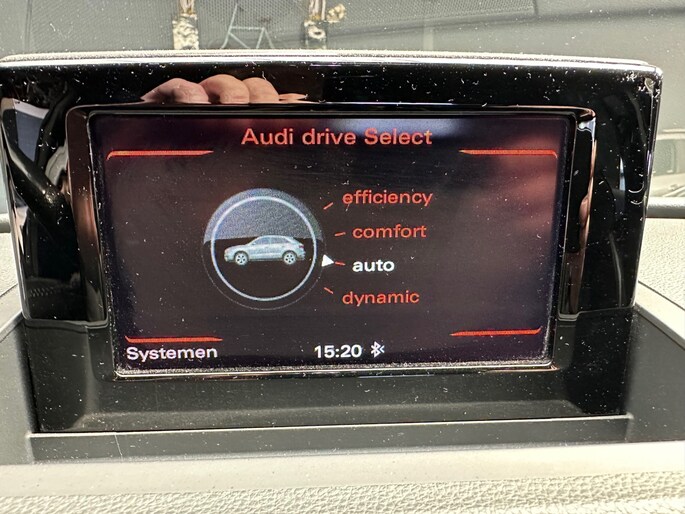 Audi drive Select
efficiency
comfort
auto
dynamic
Systemen
15:20